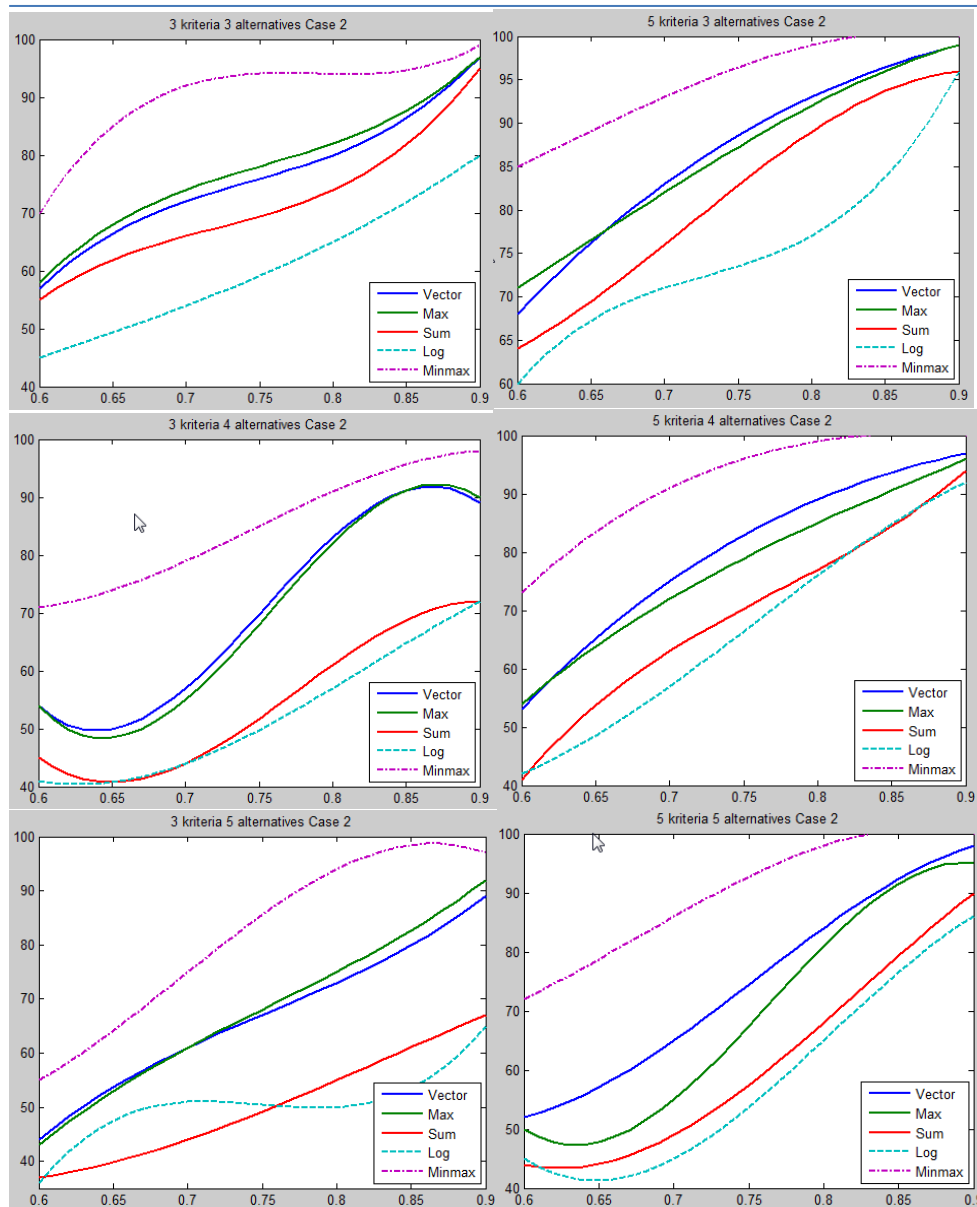 3 kriteria 3 alternatives Case 2
100
90
80
70
60
50
40
0.6 0.65 0.7 0.75 0.8 0.85 0.9
Vector
Max
Sum
Log
Minmax
5 kriteria 3 alternatives Case 2
100
95
90
85
80
75
70
65
60
0.6 0.65 0.7 0.75 0.8 0.85 0.9
Vector
Max
Sum
Log
Minmax
3 kriteria 4 alternatives Case 2
100
90
80
70
60
50
40
0.6 0.65 0.7 0.75 0.8 0.85 0.9
Vector
Max
Sum
Log
Minmax
5 kriteria 4 alternatives Case 2
100
90
80
70
60
50
40
0.6 0.65 0.7 0.75 0.8 0.85 0.9
Vector
Max
Sum
Log
Minmax
3 kriteria 5 alternatives Case 2
100
90
80
70
60
50
40
0.6 0.65 0.7 0.75 0.8 0.85 0.9
Vector
Max
Sum
Log
Minmax
5 kriteria 5 alternatives Case 2
100
90
80
70
60
50
40
0.6 0.65 0.7 0.75 0.8 0.85 0.9
Vector
Max
Sum
Log
Minmax